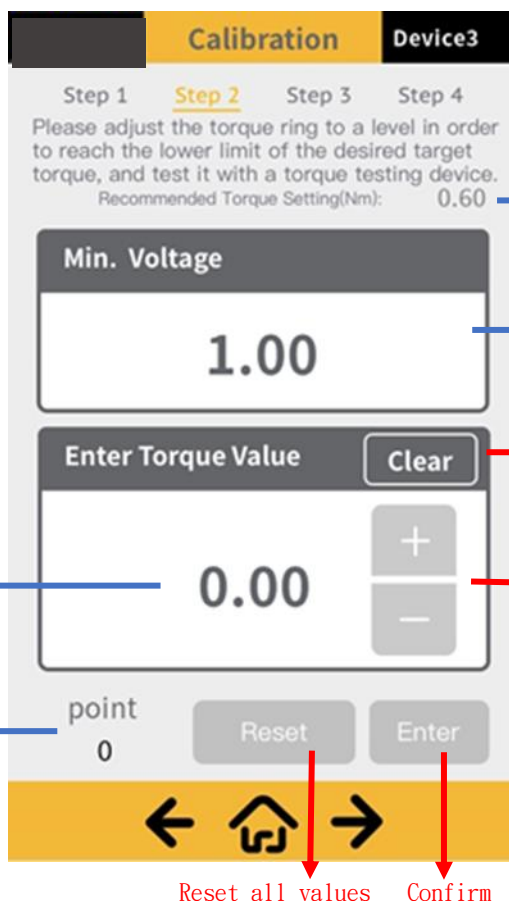 Calibration Device3
Step 1 Step 2 Step 3 Step 4
Please adjust the torque ring to a level in order
to reach the lower limit of the desired target
torque, and test it with a torque testing device.
Recommended Torque Setting(Nm): 0.60
Min. Voltage
1.00
Enter Torque Value Clear
+
0.00
−
point
0
Reset Enter
Reset all values Confirm